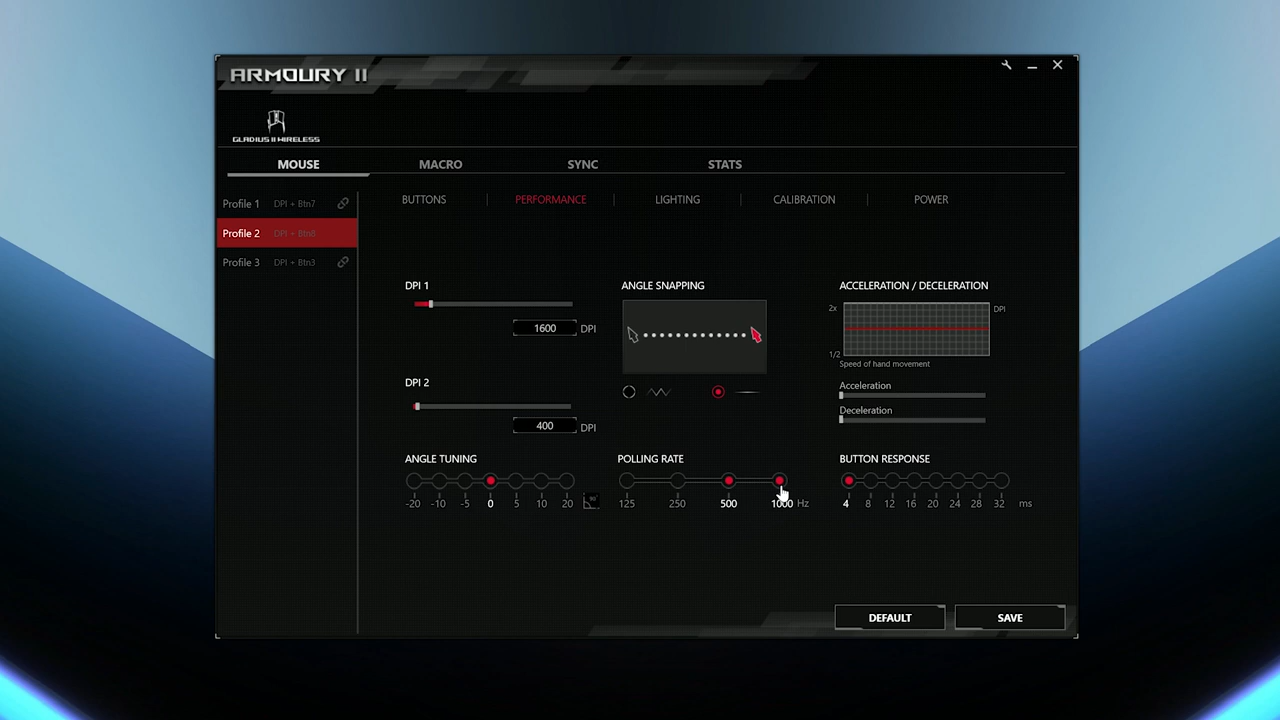 ARMOURY II
GLADIUS II WIRELESS
MOUSE MACRO SYNC STATS
Profile 1 DPI + Btn7
Profile 2 DPI + Btn8
Profile 3 DPI + Btn3
BUTTONS PERFORMANCE LIGHTING CALIBRATION POWER
DPI 1
1600 DPI
DPI 2
400 DPI
ANGLE SNAPPING
ACCELERATION / DECELERATION
2x DPI
1/2
Speed of hand movement
Acceleration
Deceleration
ANGLE TUNING
-20 -10 -5 0 5 10 20
POLLING RATE
125 250 500 1000 Hz
BUTTON RESPONSE
4 8 12 16 20 24 28 32 ms
DEFAULT SAVE